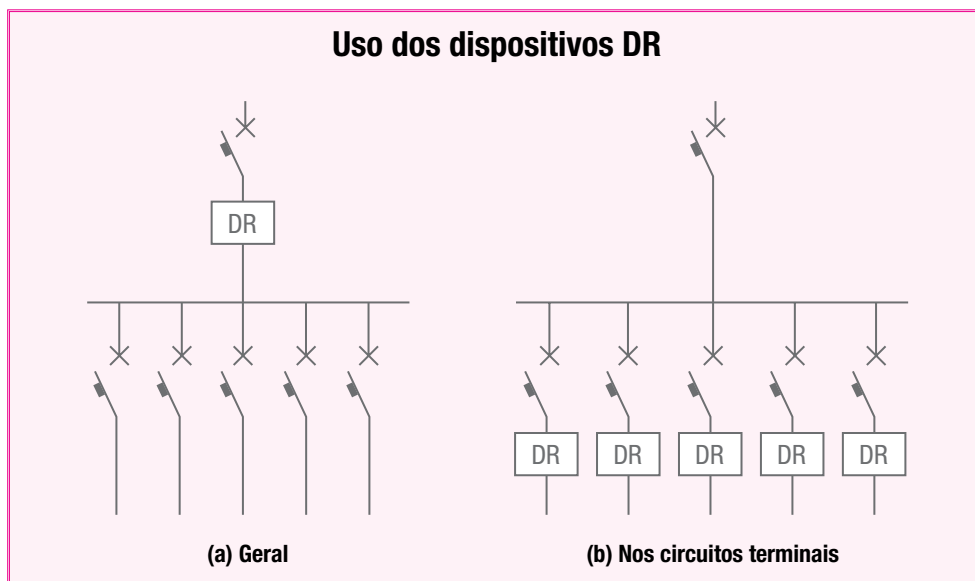 Uso dos dispositivos DR
DR
DR DR DR DR DR
(a) Geral
(b) Nos circuitos terminais